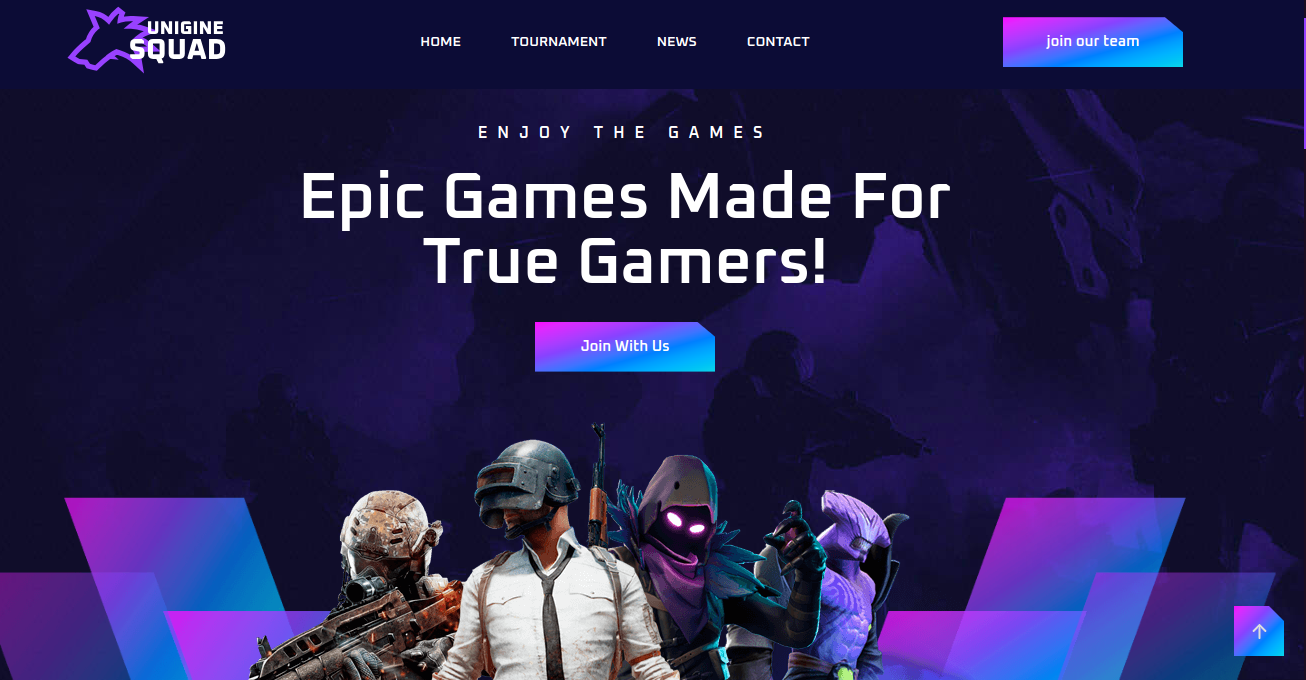 UNIGINE
SQUAD
HOME
TOURNAMENT
NEWS
CONTACT
join our team
ENJOY THE GAMES
Epic Games Made For
True Gamers!
Join With Us